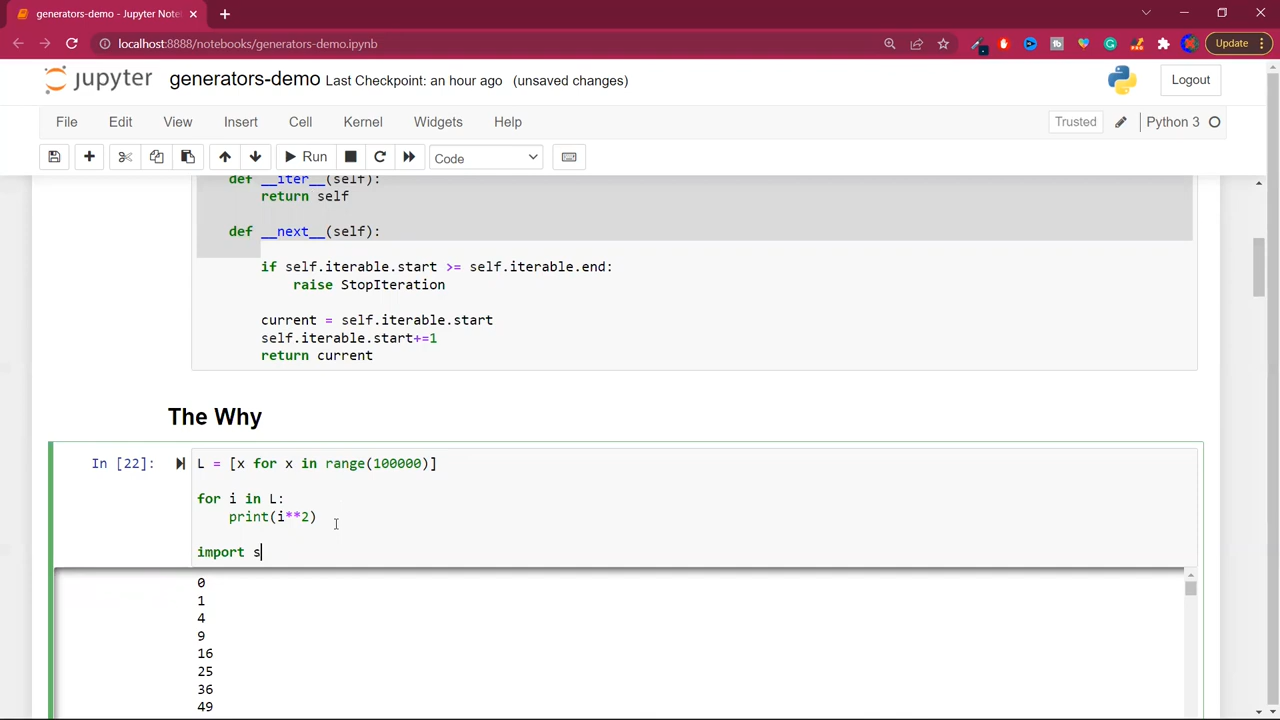 generators-demo - Jupyter Note
localhost:8888/notebooks/generators-demo.ipynb
Update
jupyter generators-demo Last Checkpoint: an hour ago (unsaved changes)
Logout
File Edit View Insert Cell Kernel Widgets Help
Trusted Python 3
Run Code
def __iter__(self):
return self
def __next__(self):
if self.iterable.start >= self.iterable.end:
raise StopIteration
current = self.iterable.start
self.iterable.start+=1
return current
The Why
In [22]: L = [x for x in range(100000)]
for i in L:
print(i**2)
import s
0
1
4
9
16
25
36
49